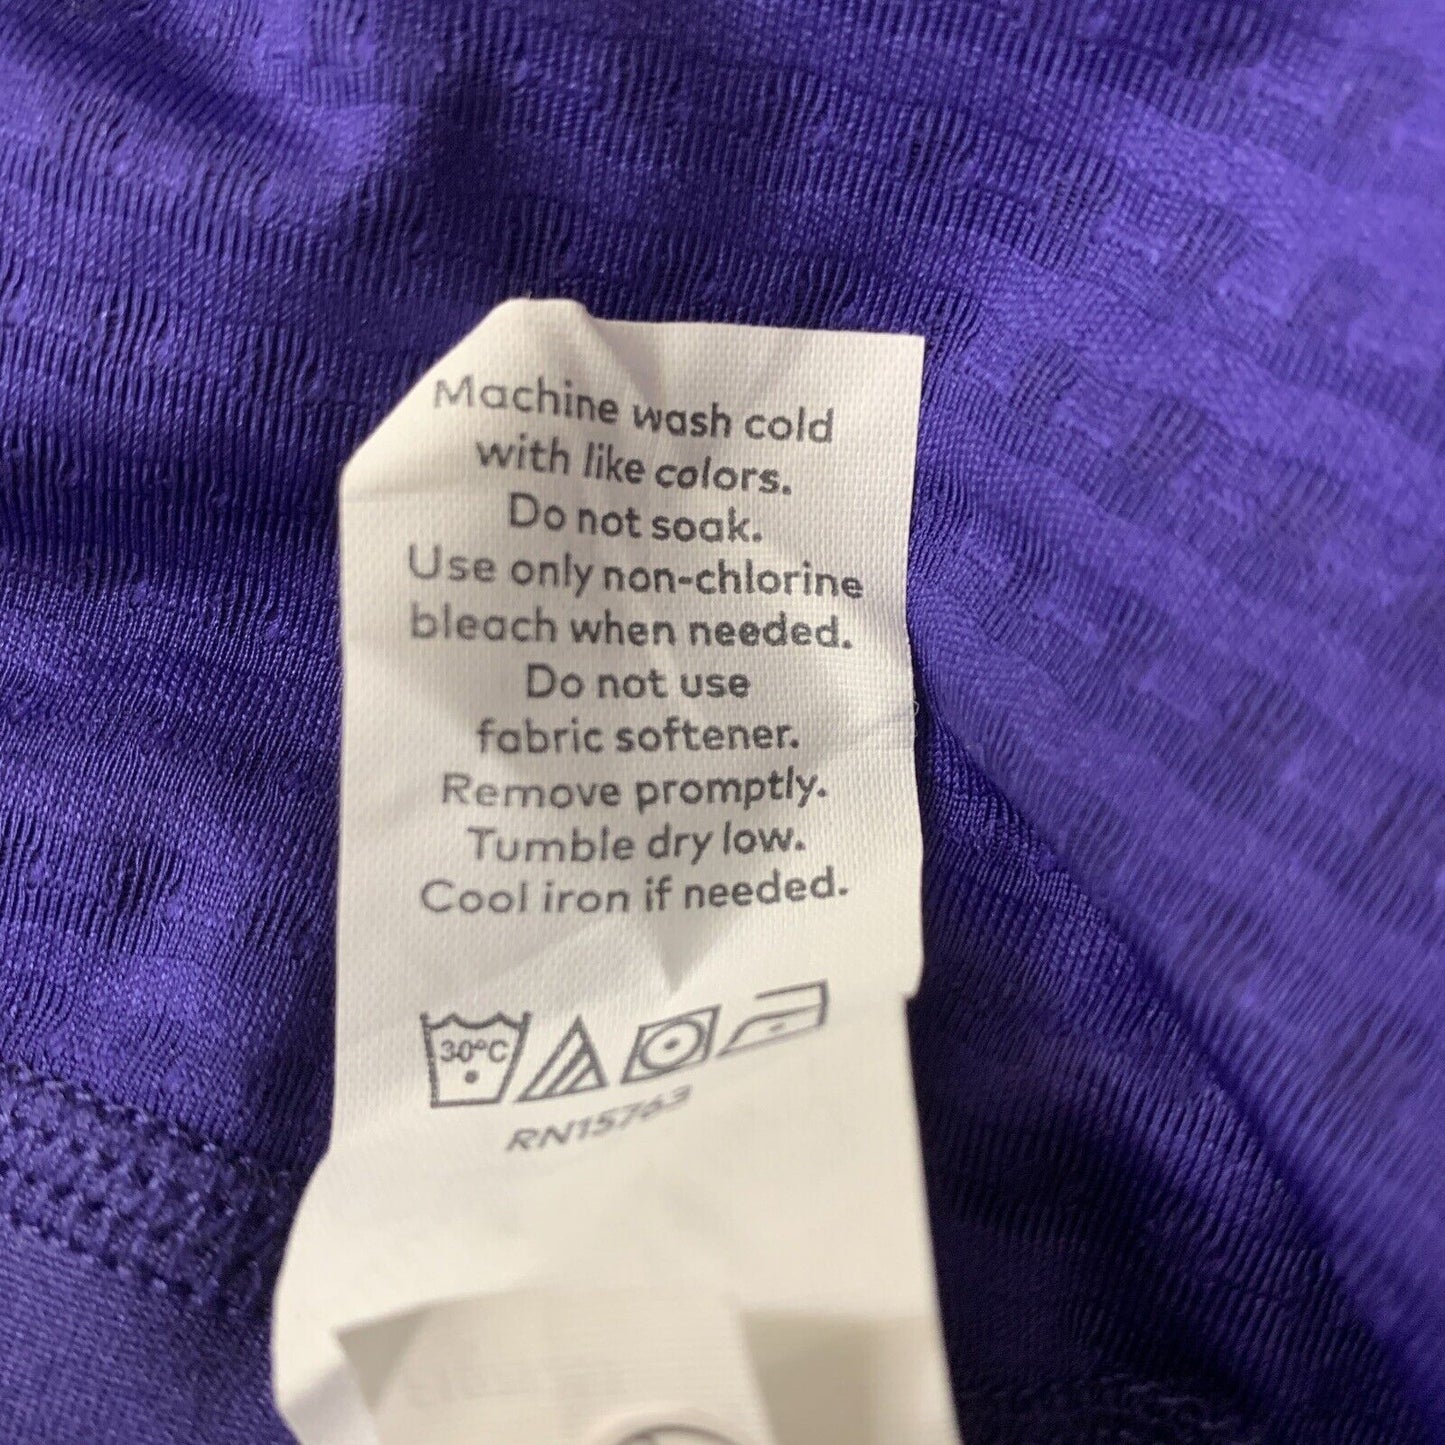 Machine wash cold
with like colors.
Do not soak.
Use only non-chlorine
bleach when needed.
Do not use
fabric softener.
Remove promptly.
Tumble dry low.
Cool iron if needed.
30°C
RN15763